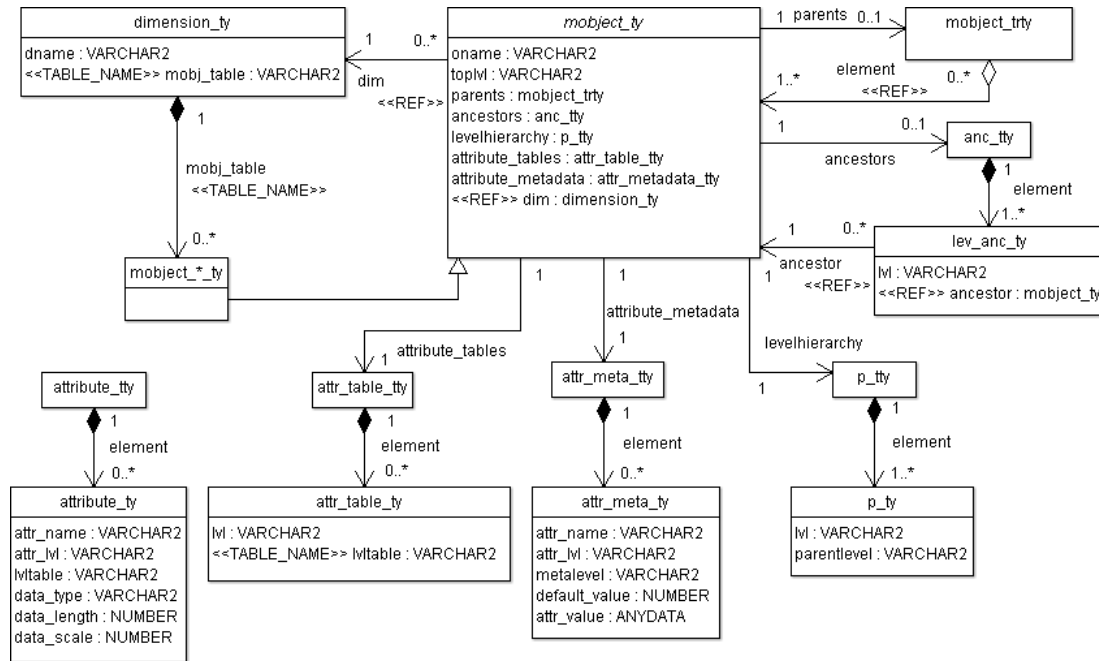 dimension_ty
dname : VARCHAR2
<<TABLE_NAME>> mobj_table : VARCHAR2
1
0..*
dim
<<REF>>
mobject_ty
oname : VARCHAR2
toplvl : VARCHAR2
parents : mobject_trty
ancestors : anc_tty
levelhierarchy : p_tty
attribute_tables : attr_table_tty
attribute_metadata : attr_metadata_tty
<<REF>> dim : dimension_ty
1 parents 0..1
mobject_trty
element
1..*
<<REF>>
0..*
1
0..1
ancestors
anc_tty
1
element
1..*
lev_anc_ty
lvl : VARCHAR2
<<REF>> ancestor : mobject_ty
1
0..*
ancestor
<<REF>>
1
mobj_table
<<TABLE_NAME>>
0..*
mobject_*_ty
1
attribute_tables
1
1
attribute_metadata
1
1
levelhierarchy
1
attribute_tty
1
element
0..*
attr_table_tty
1
element
0..*
attr_meta_tty
1
element
0..*
p_tty
1
element
1..*
attribute_ty
attr_name : VARCHAR2
attr_lvl : VARCHAR2
lvltable : VARCHAR2
data_type : VARCHAR2
data_length : NUMBER
data_scale : NUMBER
attr_table_ty
lvl : VARCHAR2
<<TABLE_NAME>> lvltable : VARCHAR2
attr_meta_ty
attr_name : VARCHAR2
attr_lvl : VARCHAR2
metalevel : VARCHAR2
default_value : NUMBER
attr_value : ANYDATA
p_ty
lvl : VARCHAR2
parentlevel : VARCHAR2